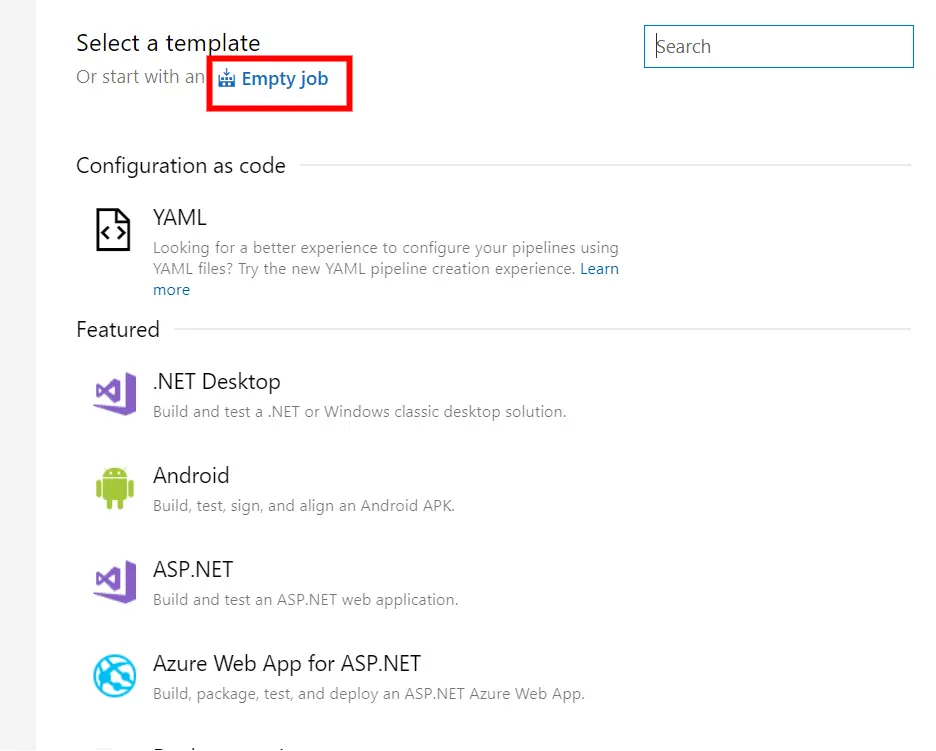 Select a template
Search
Or start with an Empty job
Configuration as code
YAML
Looking for a better experience to configure your pipelines using
YAML files? Try the new YAML pipeline creation experience. Learn
more
Featured
.NET Desktop
Build and test a .NET or Windows classic desktop solution.
Android
Build, test, sign, and align an Android APK.
ASP.NET
Build and test an ASP.NET web application.
Azure Web App for ASP.NET
Build, package, test, and deploy an ASP.NET Azure Web App.